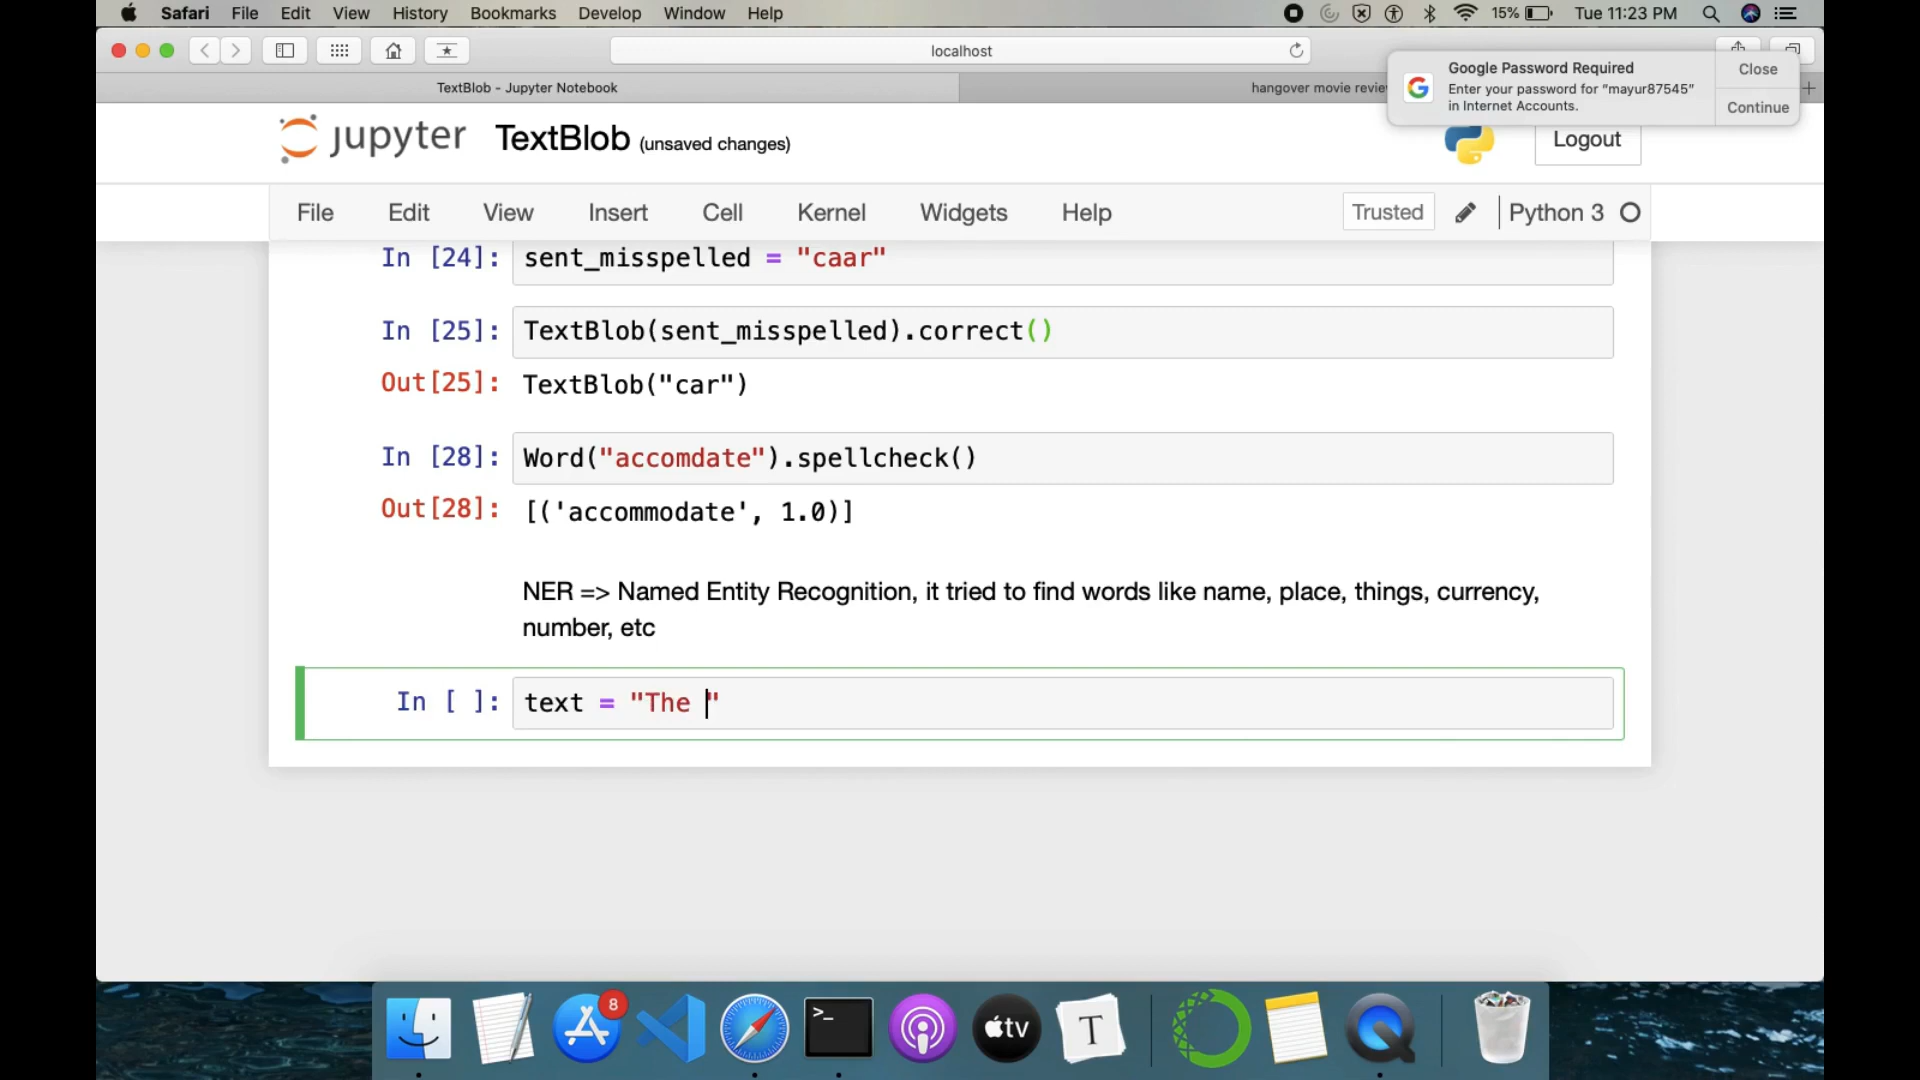 Safari File Edit View History Bookmarks Develop Window Help 15% Tue 11:23 PM
localhost
TextBlob - Jupyter Notebook
hangover movie revie
Google Password Required
Enter your password for "mayur87545"
in Internet Accounts.
Close
Continue
jupyter TextBlob (unsaved changes)
Logout
File Edit View Insert Cell Kernel Widgets Help Trusted Python 3
In [24]: sent_misspelled = "caar"
In [25]: TextBlob(sent_misspelled).correct()
Out[25]: TextBlob("car")
In [28]: Word("accomdate").spellcheck()
Out[28]: [('accommodate', 1.0)]
NER => Named Entity Recognition, it tried to find words like name, place, things, currency,
number, etc
In [ ]: text = "The "
8
>_
tv
T